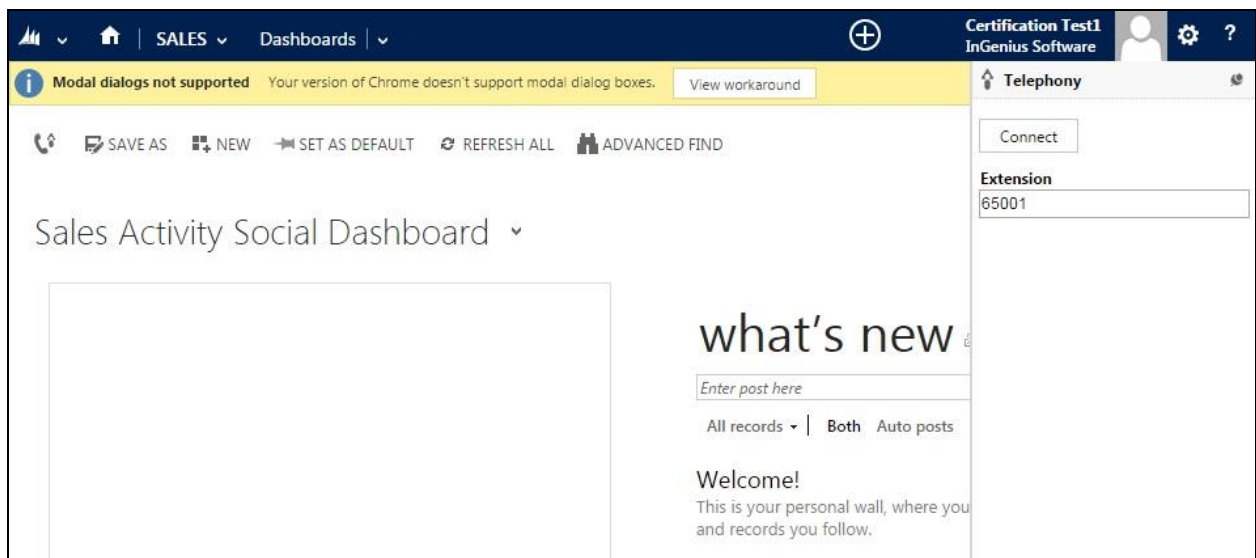 SALES Dashboards
Certification Test1
InGenius Software
?
i Modal dialogs not supported Your version of Chrome doesn't support modal dialog boxes. View workaround
Telephony
SAVE AS NEW SET AS DEFAULT REFRESH ALL ADVANCED FIND
Connect
Extension
65001
Sales Activity Social Dashboard
what's new
Enter post here
All records Both Auto posts
Welcome!
This is your personal wall, where you
and records you follow.